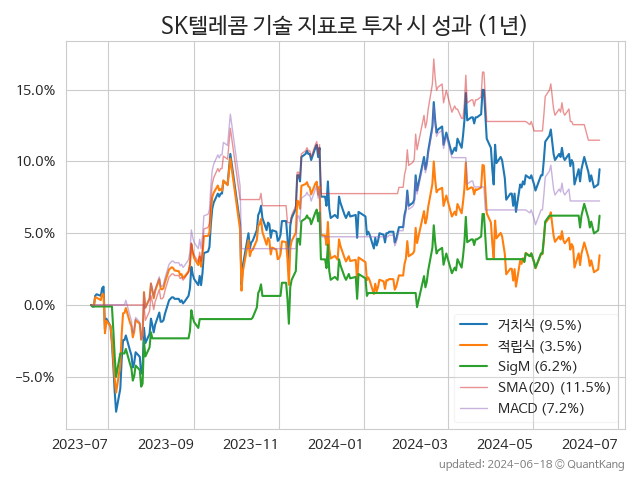 SK텔레콤 기술 지표로 투자 시 성과 (1년)
15.0%
10.0%
5.0%
0.0%
−5.0%
거치식 (9.5%)
적립식 (3.5%)
SigM (6.2%)
SMA(20) (11.5%)
MACD (7.2%)
2023-07 2023-09 2023-11 2024-01 2024-03 2024-05 2024-07
updated: 2024-06-18 ⓒ QuantKang